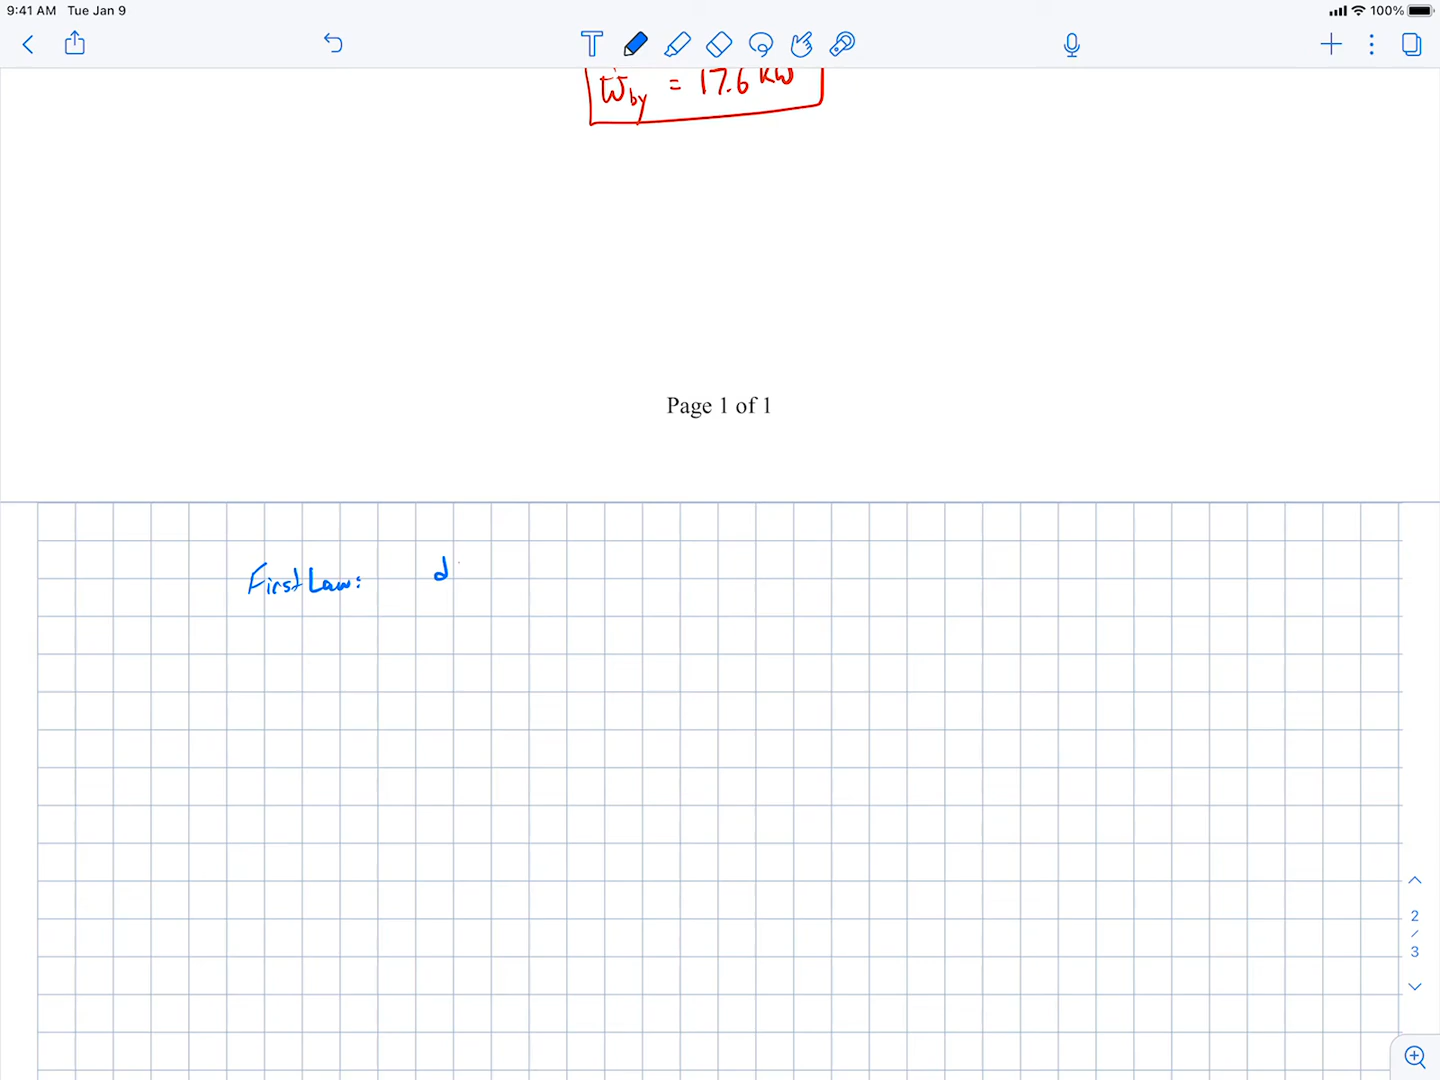 9:41 AM Tue Jan 9 100%
T
Ẇby = 17.6 kW
Page 1 of 1
First Law: d
2
/
3